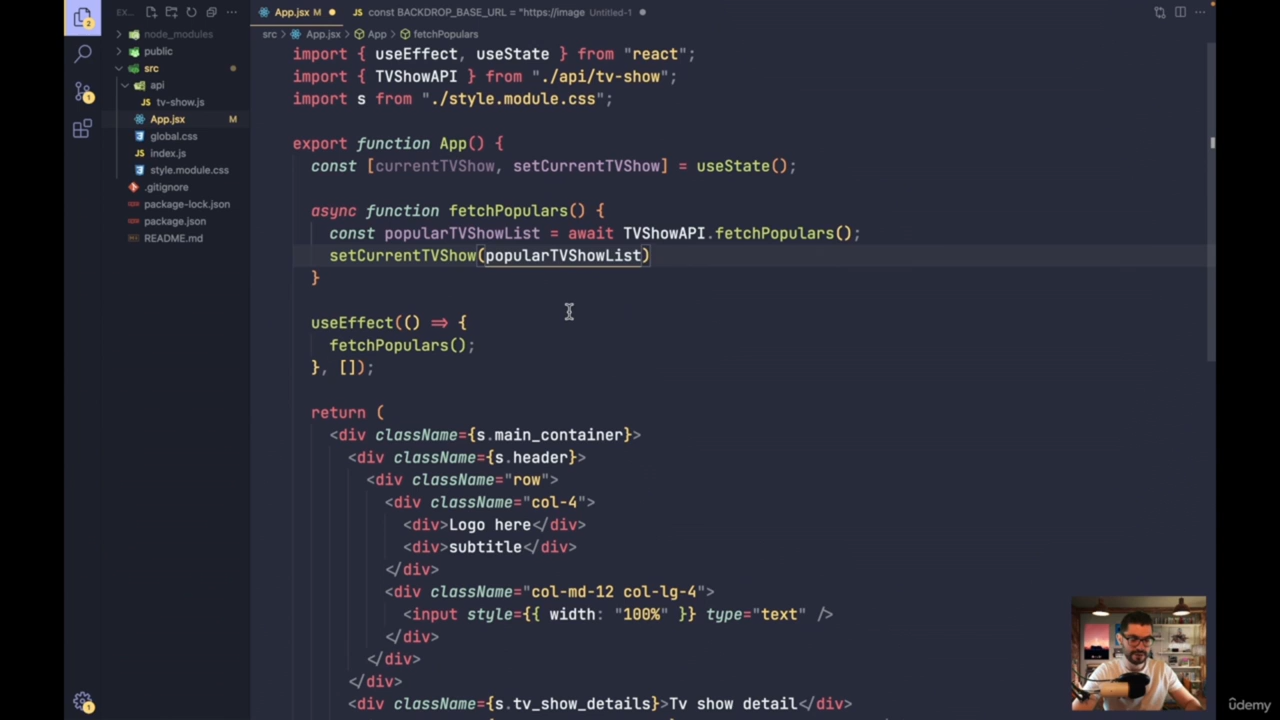 2
EX...
App.jsx M
const BACKDROP_BASE_URL = "https://image Untitled-1
node_modules
public
src
api
tv-show.js
App.jsx M
global.css
index.js
style.module.css
.gitignore
package-lock.json
package.json
README.md
1
1
src > App.jsx > App > fetchPopulars
import { useEffect, useState } from "react";
import { TVShowAPI } from "./api/tv-show";
import s from "./style.module.css";
export function App() {
const [currentTVShow, setCurrentTVShow] = useState();
async function fetchPopulars() {
const popularTVShowList = await TVShowAPI.fetchPopulars();
setCurrentTVShow(popularTVShowList)
}
useEffect(() => {
fetchPopulars();
}, []);
return (
<div className={s.main_container}>
<div className={s.header}>
<div className="row">
<div className="col-4">
<div>Logo here</div>
<div>subtitle</div>
</div>
<div className="col-md-12 col-lg-4">
<input style={{ width: "100%" }} type="text" />
</div>
</div>
</div>
<div className={s.tv_show_details}>Tv show detail</div>
ûdemy